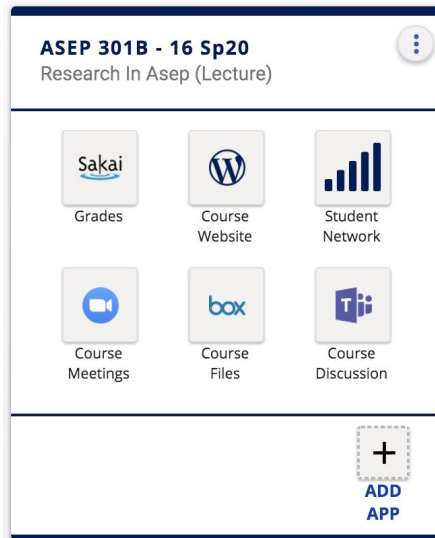 ASEP 301B - 16 Sp20
Research In Asep (Lecture)
Sakai
Grades
Course
Website
Student
Network
Course
Meetings
box
Course
Files
T
Course
Discussion
+
ADD
APP